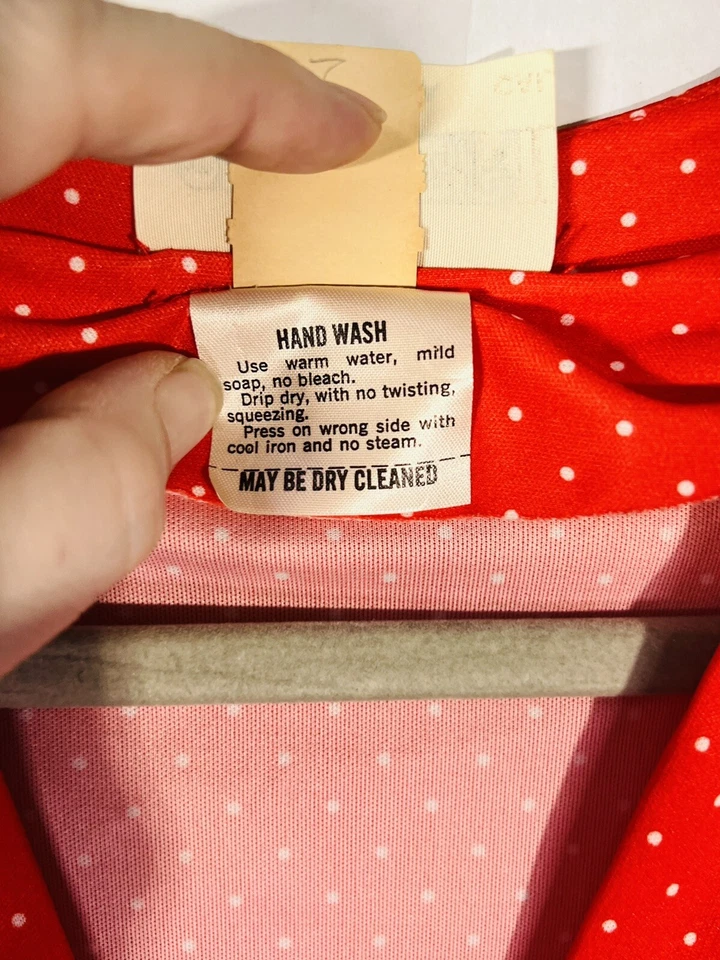 HAND WASH
Use warm water, mild
soap, no bleach.
Drip dry, with no twisting,
squeezing.
Press on wrong side with
cool iron and no steam.
MAY BE DRY CLEANED